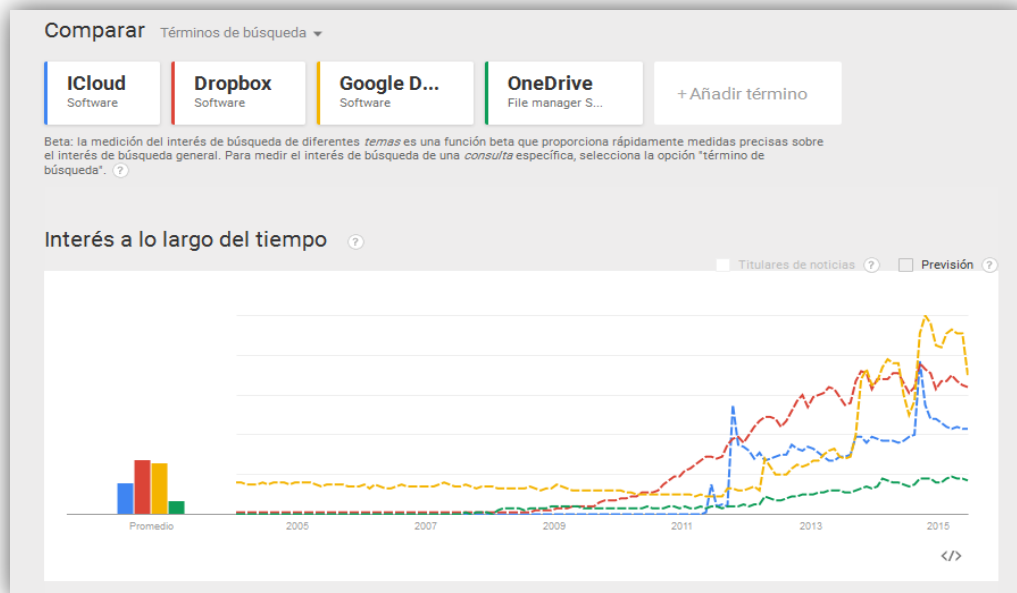 Comparar Términos de búsqueda
ICloud
Software
Dropbox
Software
Google D...
Software
OneDrive
File manager S...
+Añadir término
Beta: la medición del interés de búsqueda de diferentes temas es una función beta que proporciona rápidamente medidas precisas sobre
el interés de búsqueda general. Para medir el interés de búsqueda de una consulta específica, selecciona la opción "término de
búsqueda". ?
Interés a lo largo del tiempo ?
Titulares de noticias ? Previsión ?
Promedio 2005 2007 2009 2011 2013 2015
</>